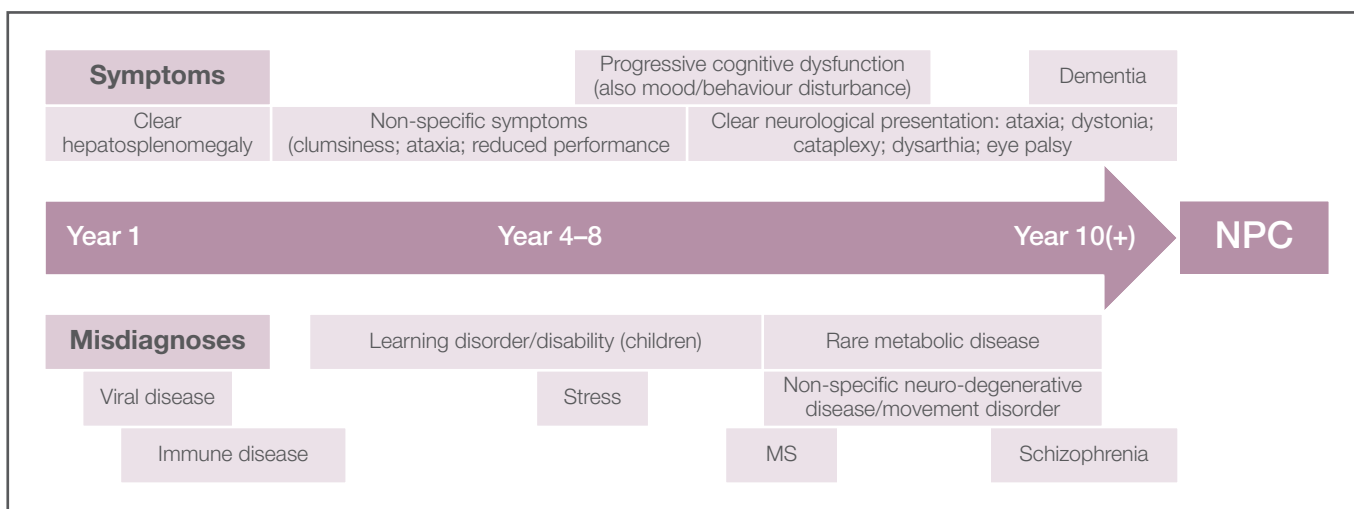 Symptoms
Progressive cognitive dysfunction
(also mood/behaviour disturbance)
Dementia
Clear
hepatosplenomegaly
Non-specific symptoms
(clumsiness; ataxia; reduced performance
Clear neurological presentation: ataxia; dystonia;
cataplexy; dysarthia; eye palsy
Year 1
Year 4–8
Year 10(+)
NPC
Misdiagnoses
Learning disorder/disability (children)
Rare metabolic disease
Viral disease
Stress
Non-specific neuro-degenerative
disease/movement disorder
Immune disease
MS
Schizophrenia